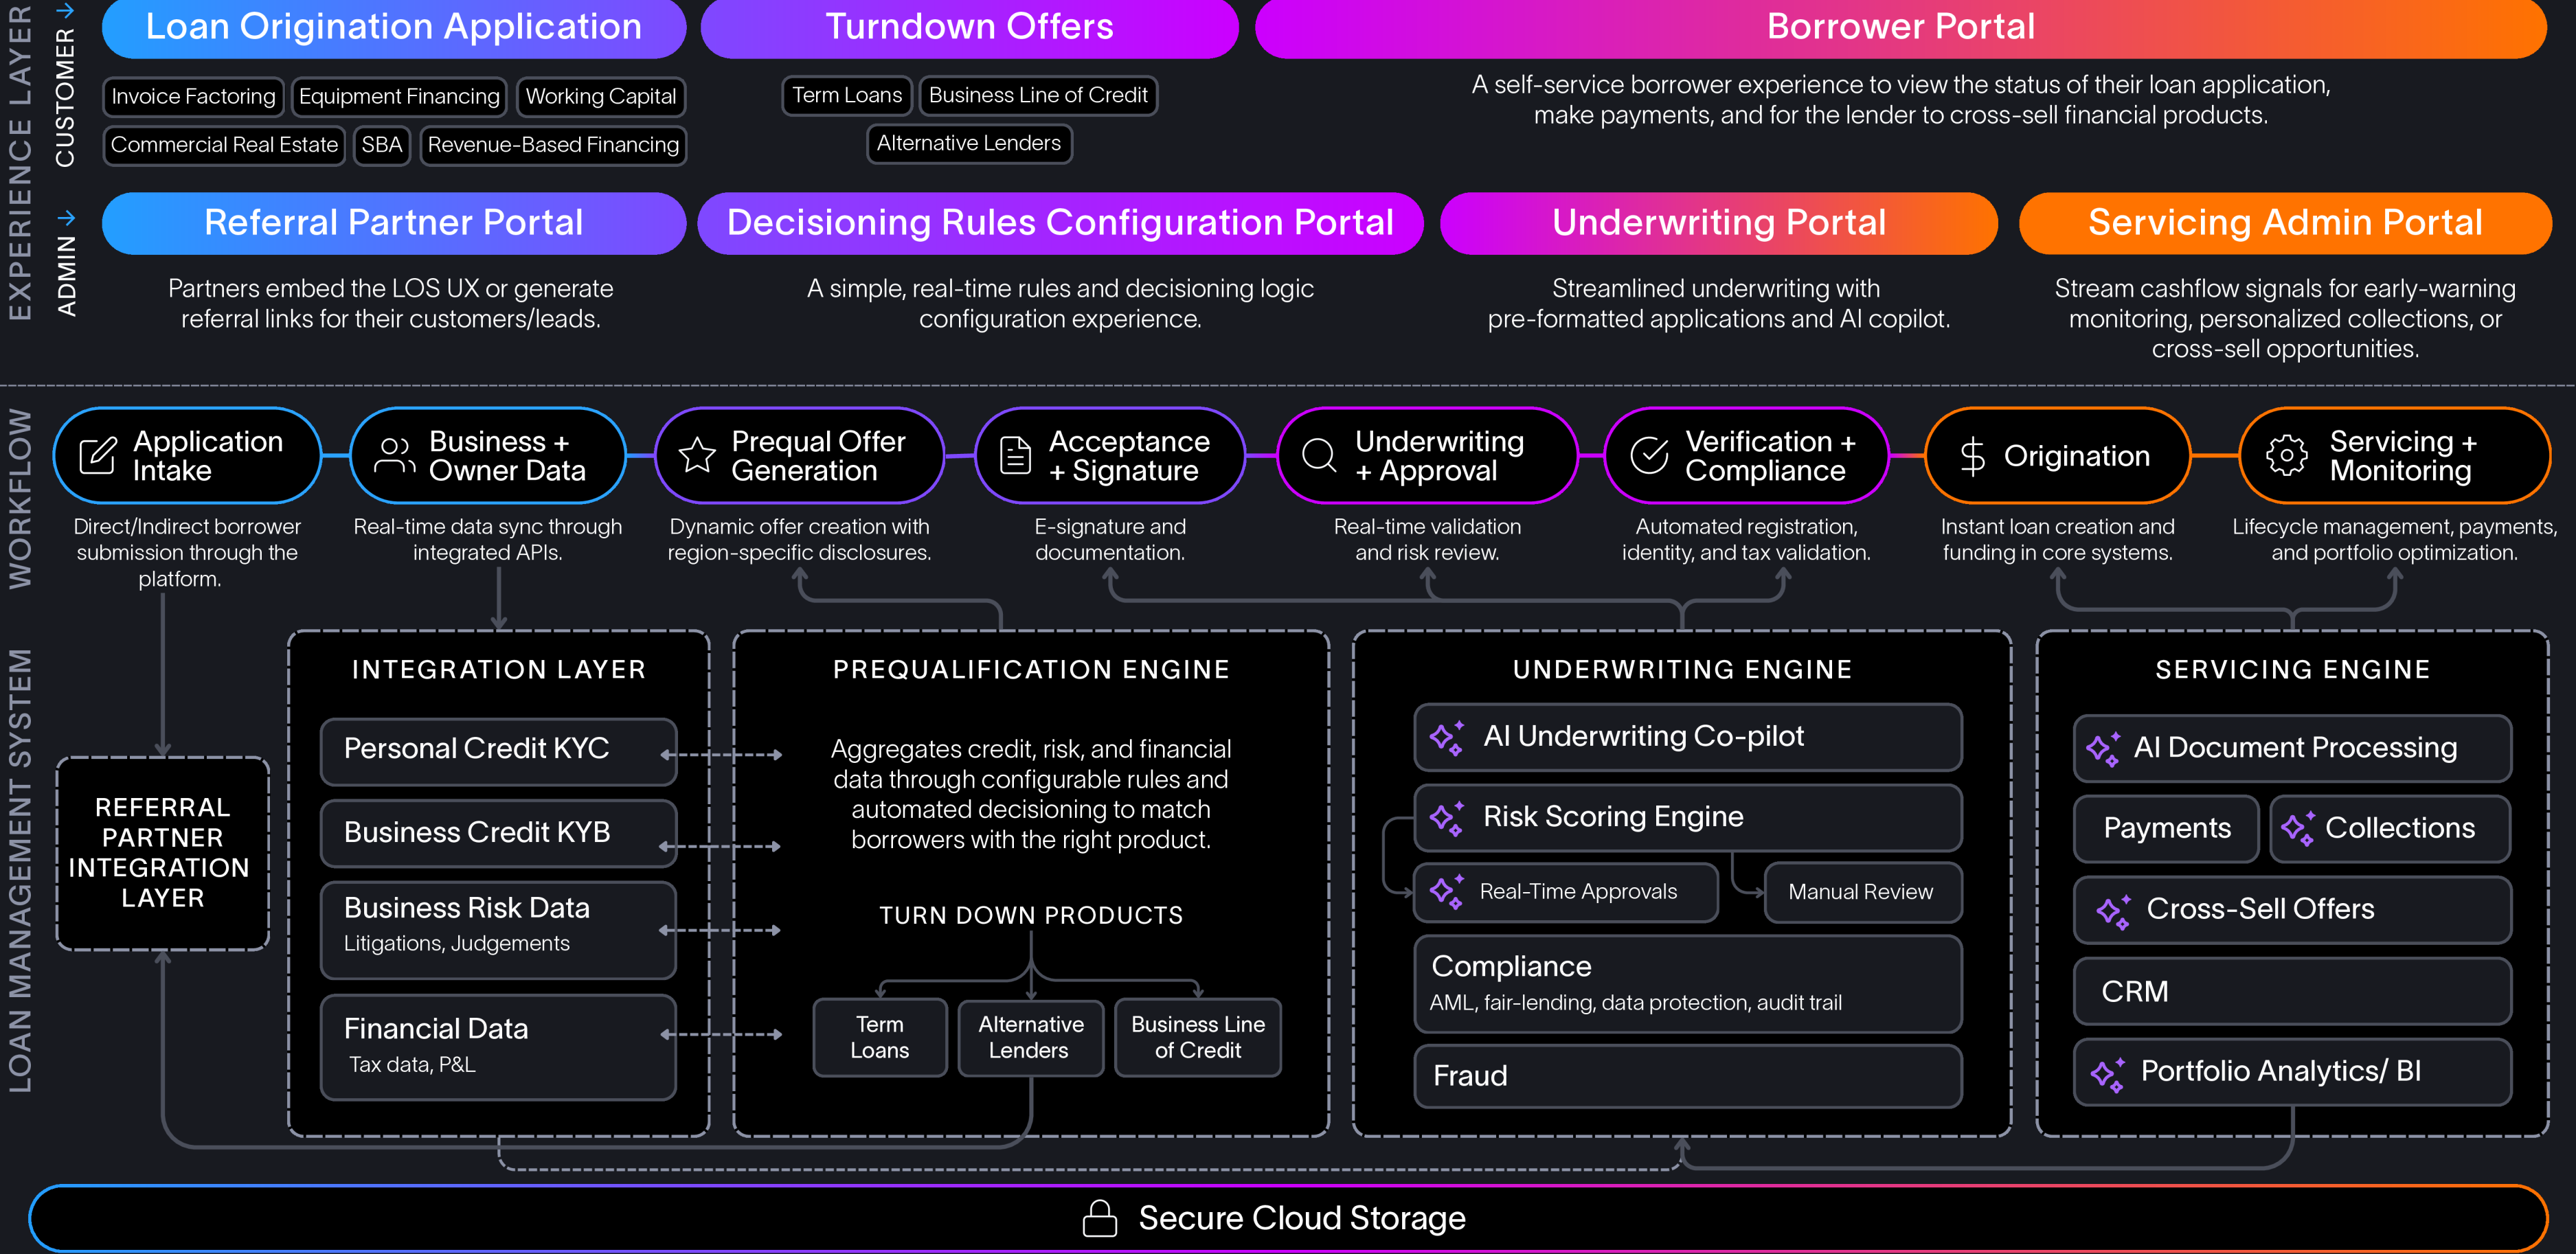 EXPERIENCE LAYER
CUSTOMER →
Loan Origination Application
Invoice Factoring
Equipment Financing
Working Capital
Commercial Real Estate
SBA
Revenue-Based Financing
Turndown Offers
Term Loans
Business Line of Credit
Alternative Lenders
Borrower Portal
A self-service borrower experience to view the status of their loan application,
make payments, and for the lender to cross-sell financial products.
ADMIN →
Referral Partner Portal
Partners embed the LOS UX or generate
referral links for their customers/leads.
Decisioning Rules Configuration Portal
A simple, real-time rules and decisioning logic
configuration experience.
Underwriting Portal
Streamlined underwriting with
pre-formatted applications and AI copilot.
Servicing Admin Portal
Stream cashflow signals for early-warning
monitoring, personalized collections, or
cross-sell opportunities.
WORKFLOW
Application
Intake
Direct/Indirect borrower
submission through the
platform.
Business +
Owner Data
Real-time data sync through
integrated APIs.
Prequal Offer
Generation
Dynamic offer creation with
region-specific disclosures.
Acceptance
+ Signature
E-signature and
documentation.
Underwriting
+ Approval
Real-time validation
and risk review.
Verification +
Compliance
Automated registration,
identity, and tax validation.
Origination
Instant loan creation and
funding in core systems.
Servicing +
Monitoring
Lifecycle management, payments,
and portfolio optimization.
LOAN MANAGEMENT SYSTEM
REFERRAL
PARTNER
INTEGRATION
LAYER
INTEGRATION LAYER
Personal Credit KYC
Business Credit KYB
Business Risk Data
Litigations, Judgements
Financial Data
Tax data, P&L
PREQUALIFICATION ENGINE
Aggregates credit, risk, and financial
data through configurable rules and
automated decisioning to match
borrowers with the right product.
TURN DOWN PRODUCTS
Term
Loans
Alternative
Lenders
Business Line
of Credit
UNDERWRITING ENGINE
AI Underwriting Co-pilot
Risk Scoring Engine
Real-Time Approvals
Manual Review
Compliance
AML, fair-lending, data protection, audit trail
Fraud
SERVICING ENGINE
AI Document Processing
Payments
Collections
Cross-Sell Offers
CRM
Portfolio Analytics/ BI
Secure Cloud Storage